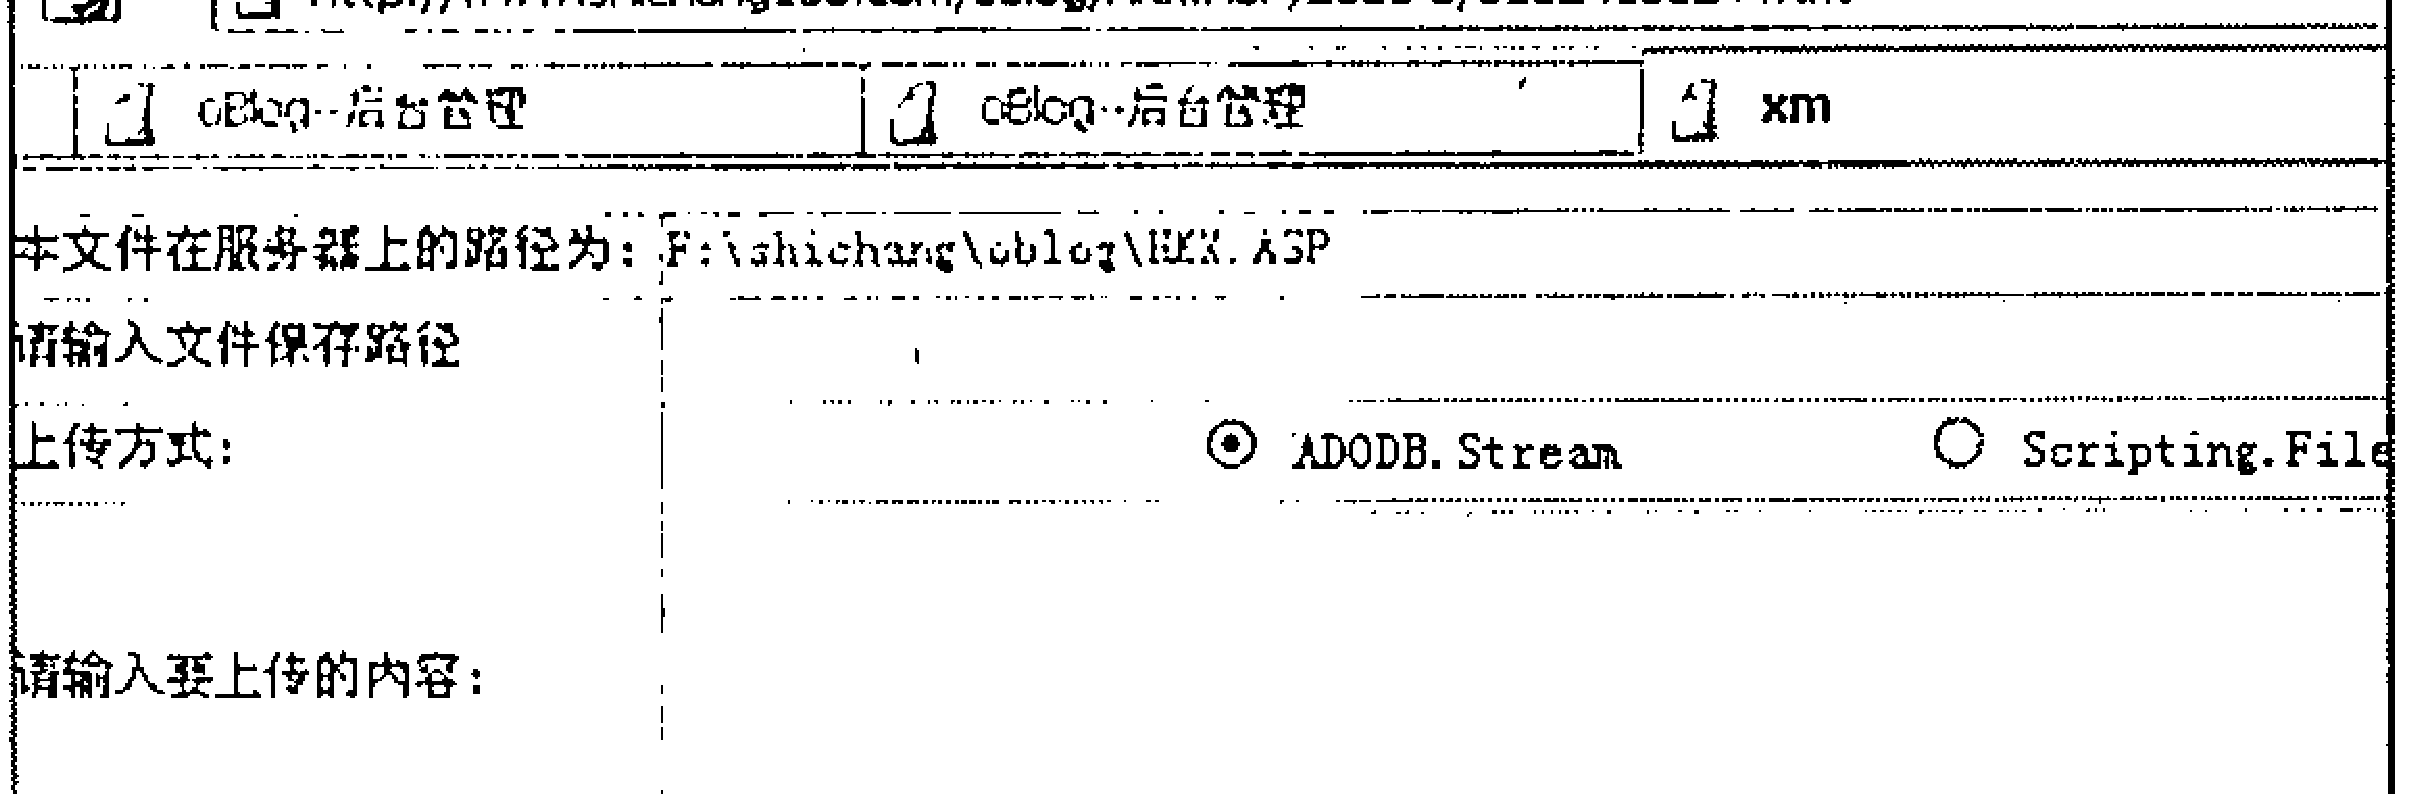 oBlog--后台管理 oBlog--后台管理 xm
本文件在服务器上的路径为: F:\shichang\oblog\ .ASP
请输入文件保存路径
上传方式: ADODB.Stream Scripting.File
请输入要上传的内容: